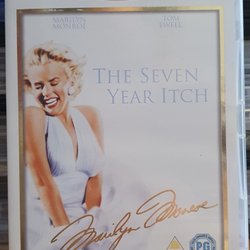 MARILYN TOM
MONROE EWELL
THE SEVEN
YEAR ITCH
Marilyn Monroe
PG